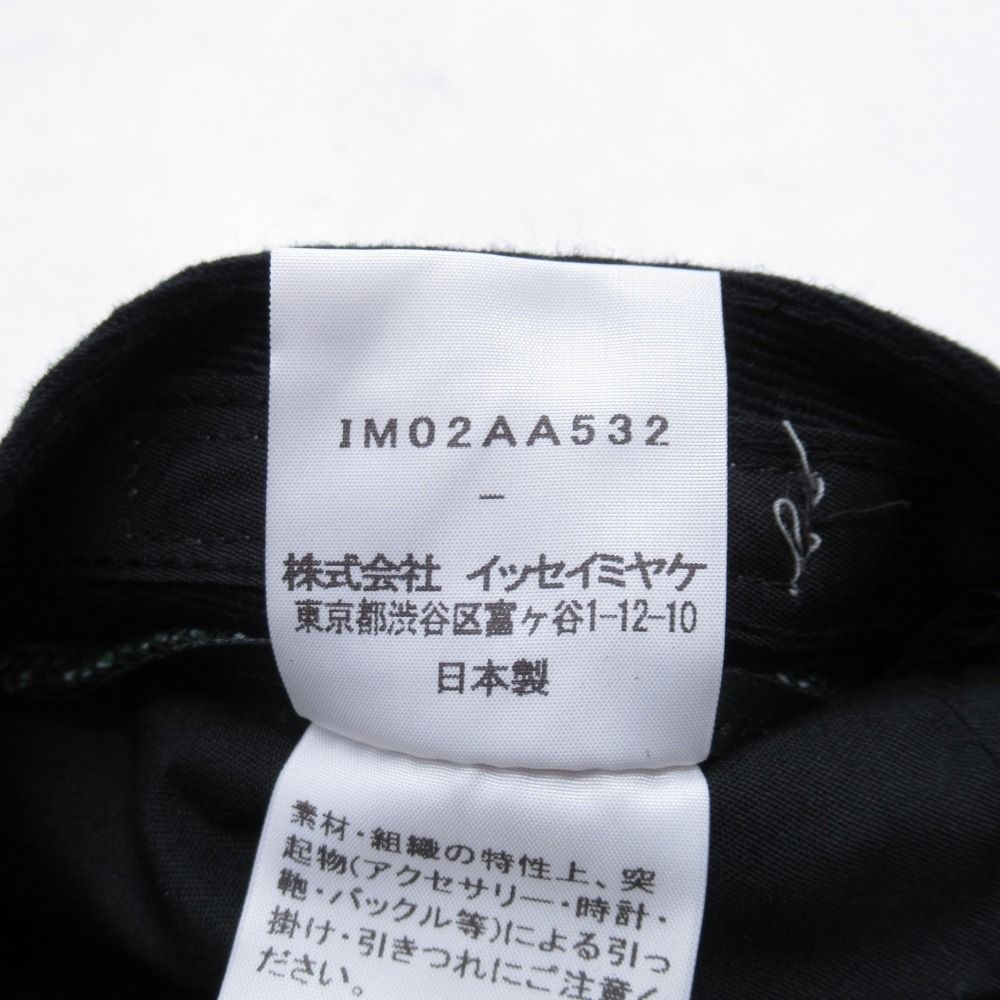 IM02AA532
–
株式会社 イッセイミヤケ
東京都渋谷区富ヶ谷1-12-10
日本製
素材・組織の特性上、突
起物(アクセサリー・時計・
鞄・バックル等)による引っ
掛け・引きつれにご注意く
ださい。